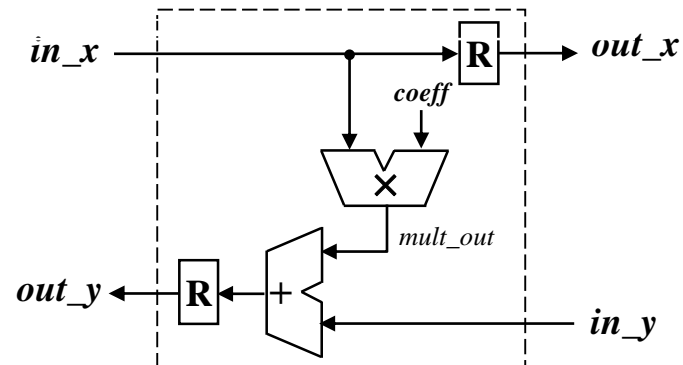 in_x
R
out_x
coeff
×
mult_out
out_y
R
+
in_y